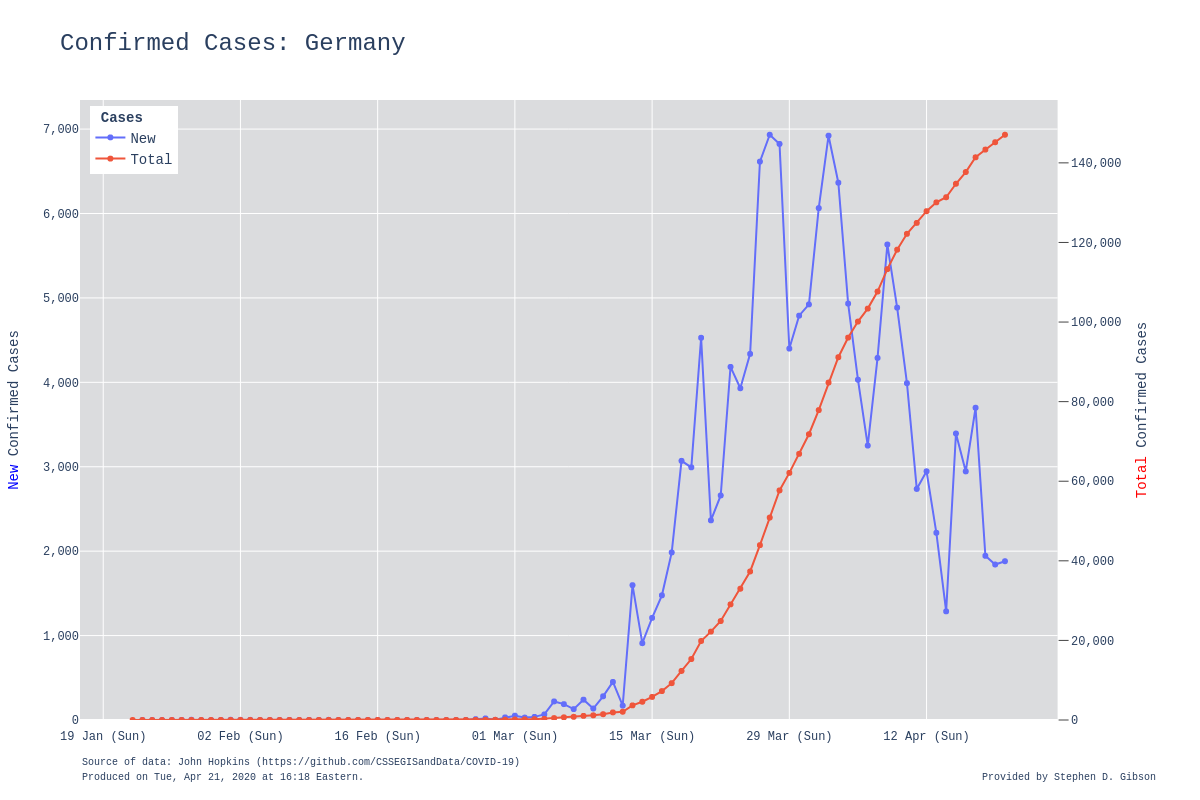 Confirmed Cases: Germany
Cases
New
Total
7,000
6,000
5,000
4,000
3,000
2,000
1,000
0
140,000
120,000
100,000
80,000
60,000
40,000
20,000
0
New Confirmed Cases
Total Confirmed Cases
19 Jan (Sun) 02 Feb (Sun) 16 Feb (Sun) 01 Mar (Sun) 15 Mar (Sun) 29 Mar (Sun) 12 Apr (Sun)
Source of data: John Hopkins (https://github.com/CSSEGISandData/COVID-19)
Produced on Tue, Apr 21, 2020 at 16:18 Eastern.
Provided by Stephen D. Gibson